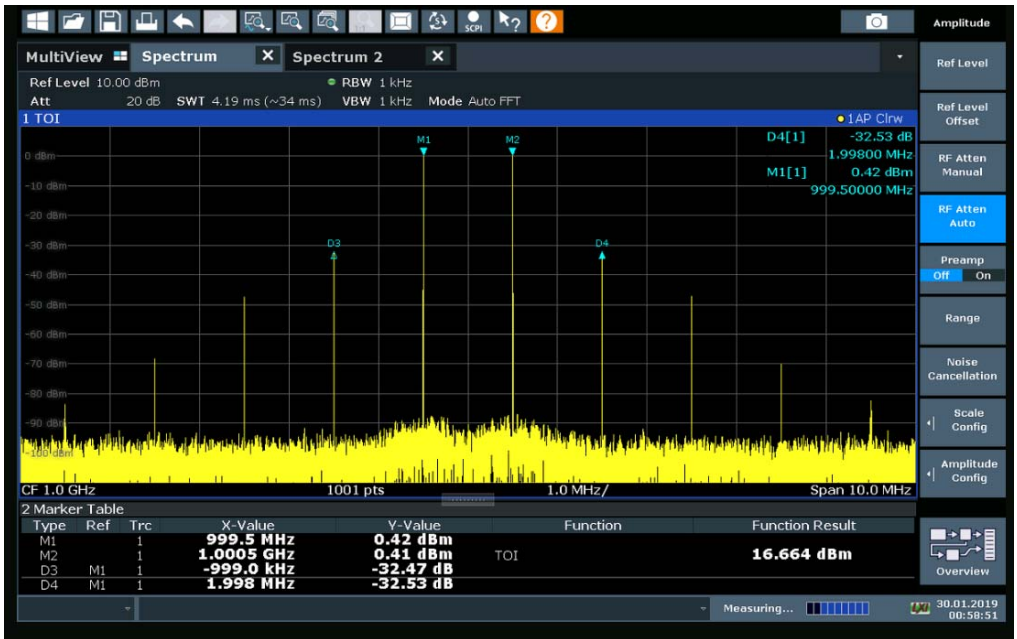 SCPI
?
?
Amplitude
MultiView Spectrum X Spectrum 2 X
Ref Level 10.00 dBm RBW 1 kHz
Att 20 dB SWT 4.19 ms (~34 ms) VBW 1 kHz Mode Auto FFT
1 TOI 1AP Clrw
D4[1] -32.53 dB
1.99800 MHz
M1[1] 0.42 dBm
999.50000 MHz
M1 M2
0 dBm
-10 dBm
-20 dBm
-30 dBm
D3 D4
-40 dBm
-50 dBm
-60 dBm
-70 dBm
-80 dBm
-90 dBm
-100 dBm
CF 1.0 GHz 1001 pts 1.0 MHz/ Span 10.0 MHz
2 Marker Table
Type Ref Trc X-Value Y-Value Function Function Result
M1 1 999.5 MHz 0.42 dBm
M2 1 1.0005 GHz 0.41 dBm TOI 16.664 dBm
D3 M1 1 -999.0 kHz -32.47 dB
D4 M1 1 1.998 MHz -32.53 dB
Ref Level
Ref Level
Offset
RF Atten
Manual
RF Atten
Auto
Preamp
Off On
Range
Noise
Cancellation
Scale
Config
Amplitude
Config
Overview
Measuring...
30.01.2019
00:58:51